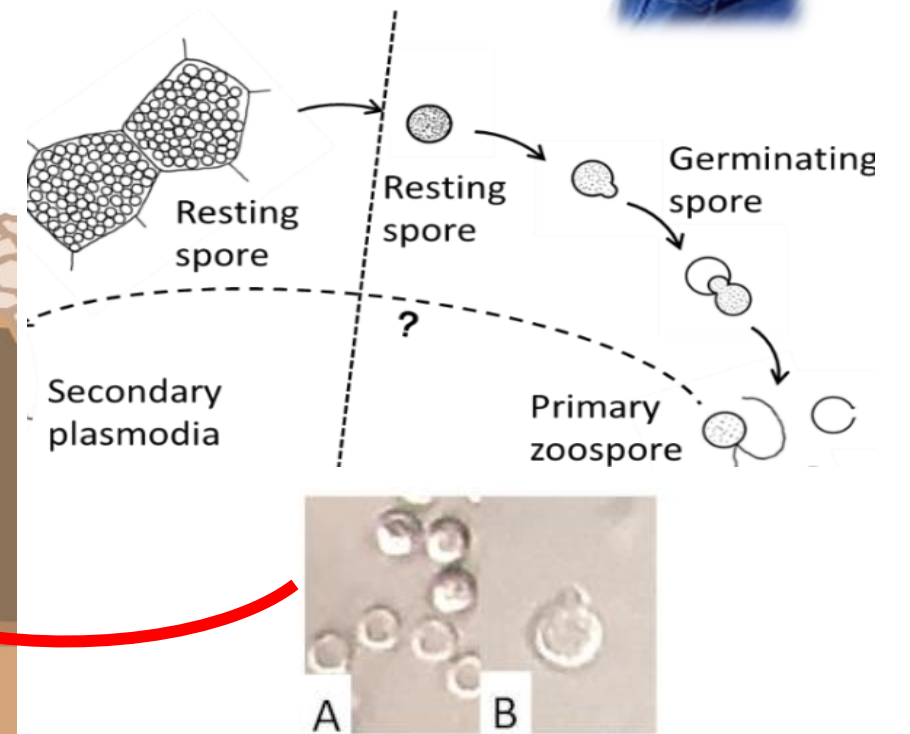 Resting
spore
Resting
spore
Germinating
spore
?
Secondary
plasmodia
Primary
zoospore
A
B